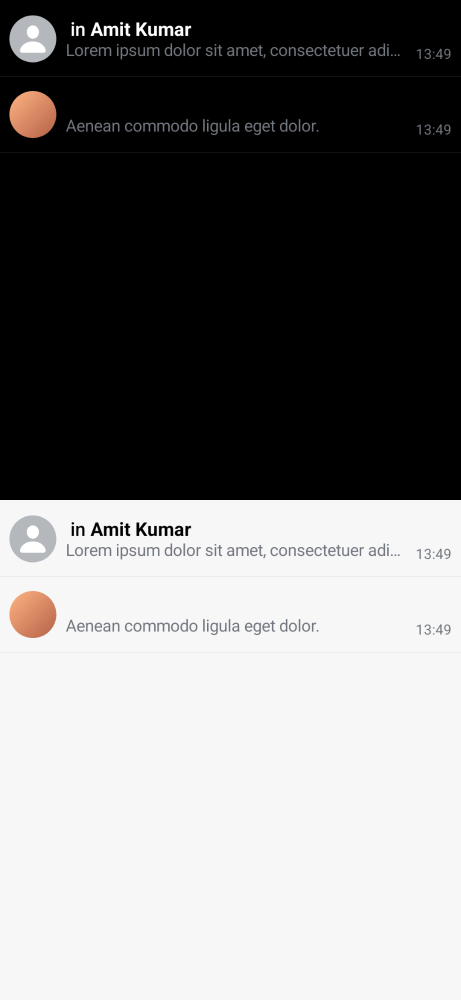 in Amit Kumar
Lorem ipsum dolor sit amet, consectetuer adi... 13:49
Aenean commodo ligula eget dolor. 13:49
in Amit Kumar
Lorem ipsum dolor sit amet, consectetuer adi... 13:49
Aenean commodo ligula eget dolor. 13:49